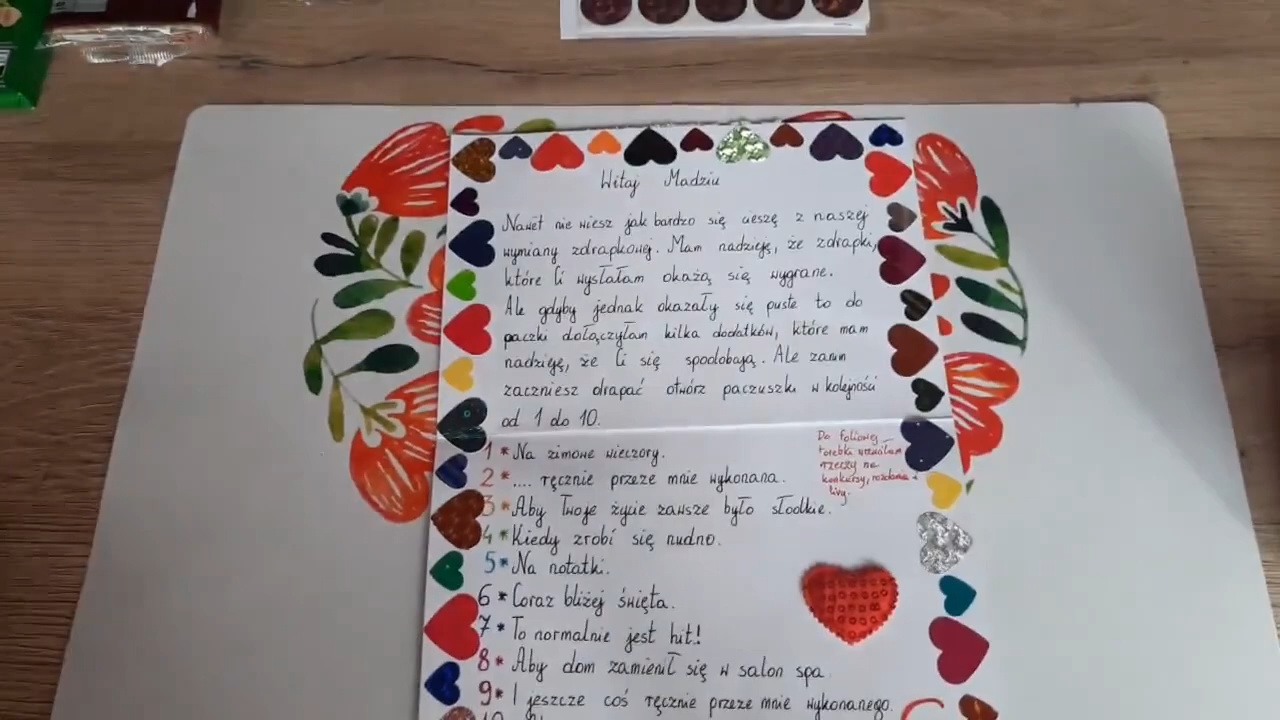 Witaj Madziu
Nawet nie wiesz jak bardzo się cieszę z naszej
wymiany zdrapkowej. Mam nadzieję, że zdrapki,
które Ci wysłałam okażą się wygrane.
Ale gdyby jednak okazały się puste to do
paczki dołączyłam kilka dodatków, które mam
nadzieję, że Ci się spodobają. Ale zanim
zaczniesz drapać otwórz paczuszki w kolejności
od 1 do 10.
1 * Na zimowe wieczory.
2 * .... ręcznie przeze mnie wykonana.
3 * Aby Twoje życie zawsze było słodkie.
4 * Kiedy zrobi się nudno.
5 * Na notatki.
6 * Coraz bliżej święta.
7 * To normalnie jest hit!
8 * Aby dom zamienił się w salon spa.
9 * I jeszcze coś ręcznie przeze mnie wykonanego.
10
Do foliowej
torebki
rzeczy na
konkursy, rozdania i
livy.